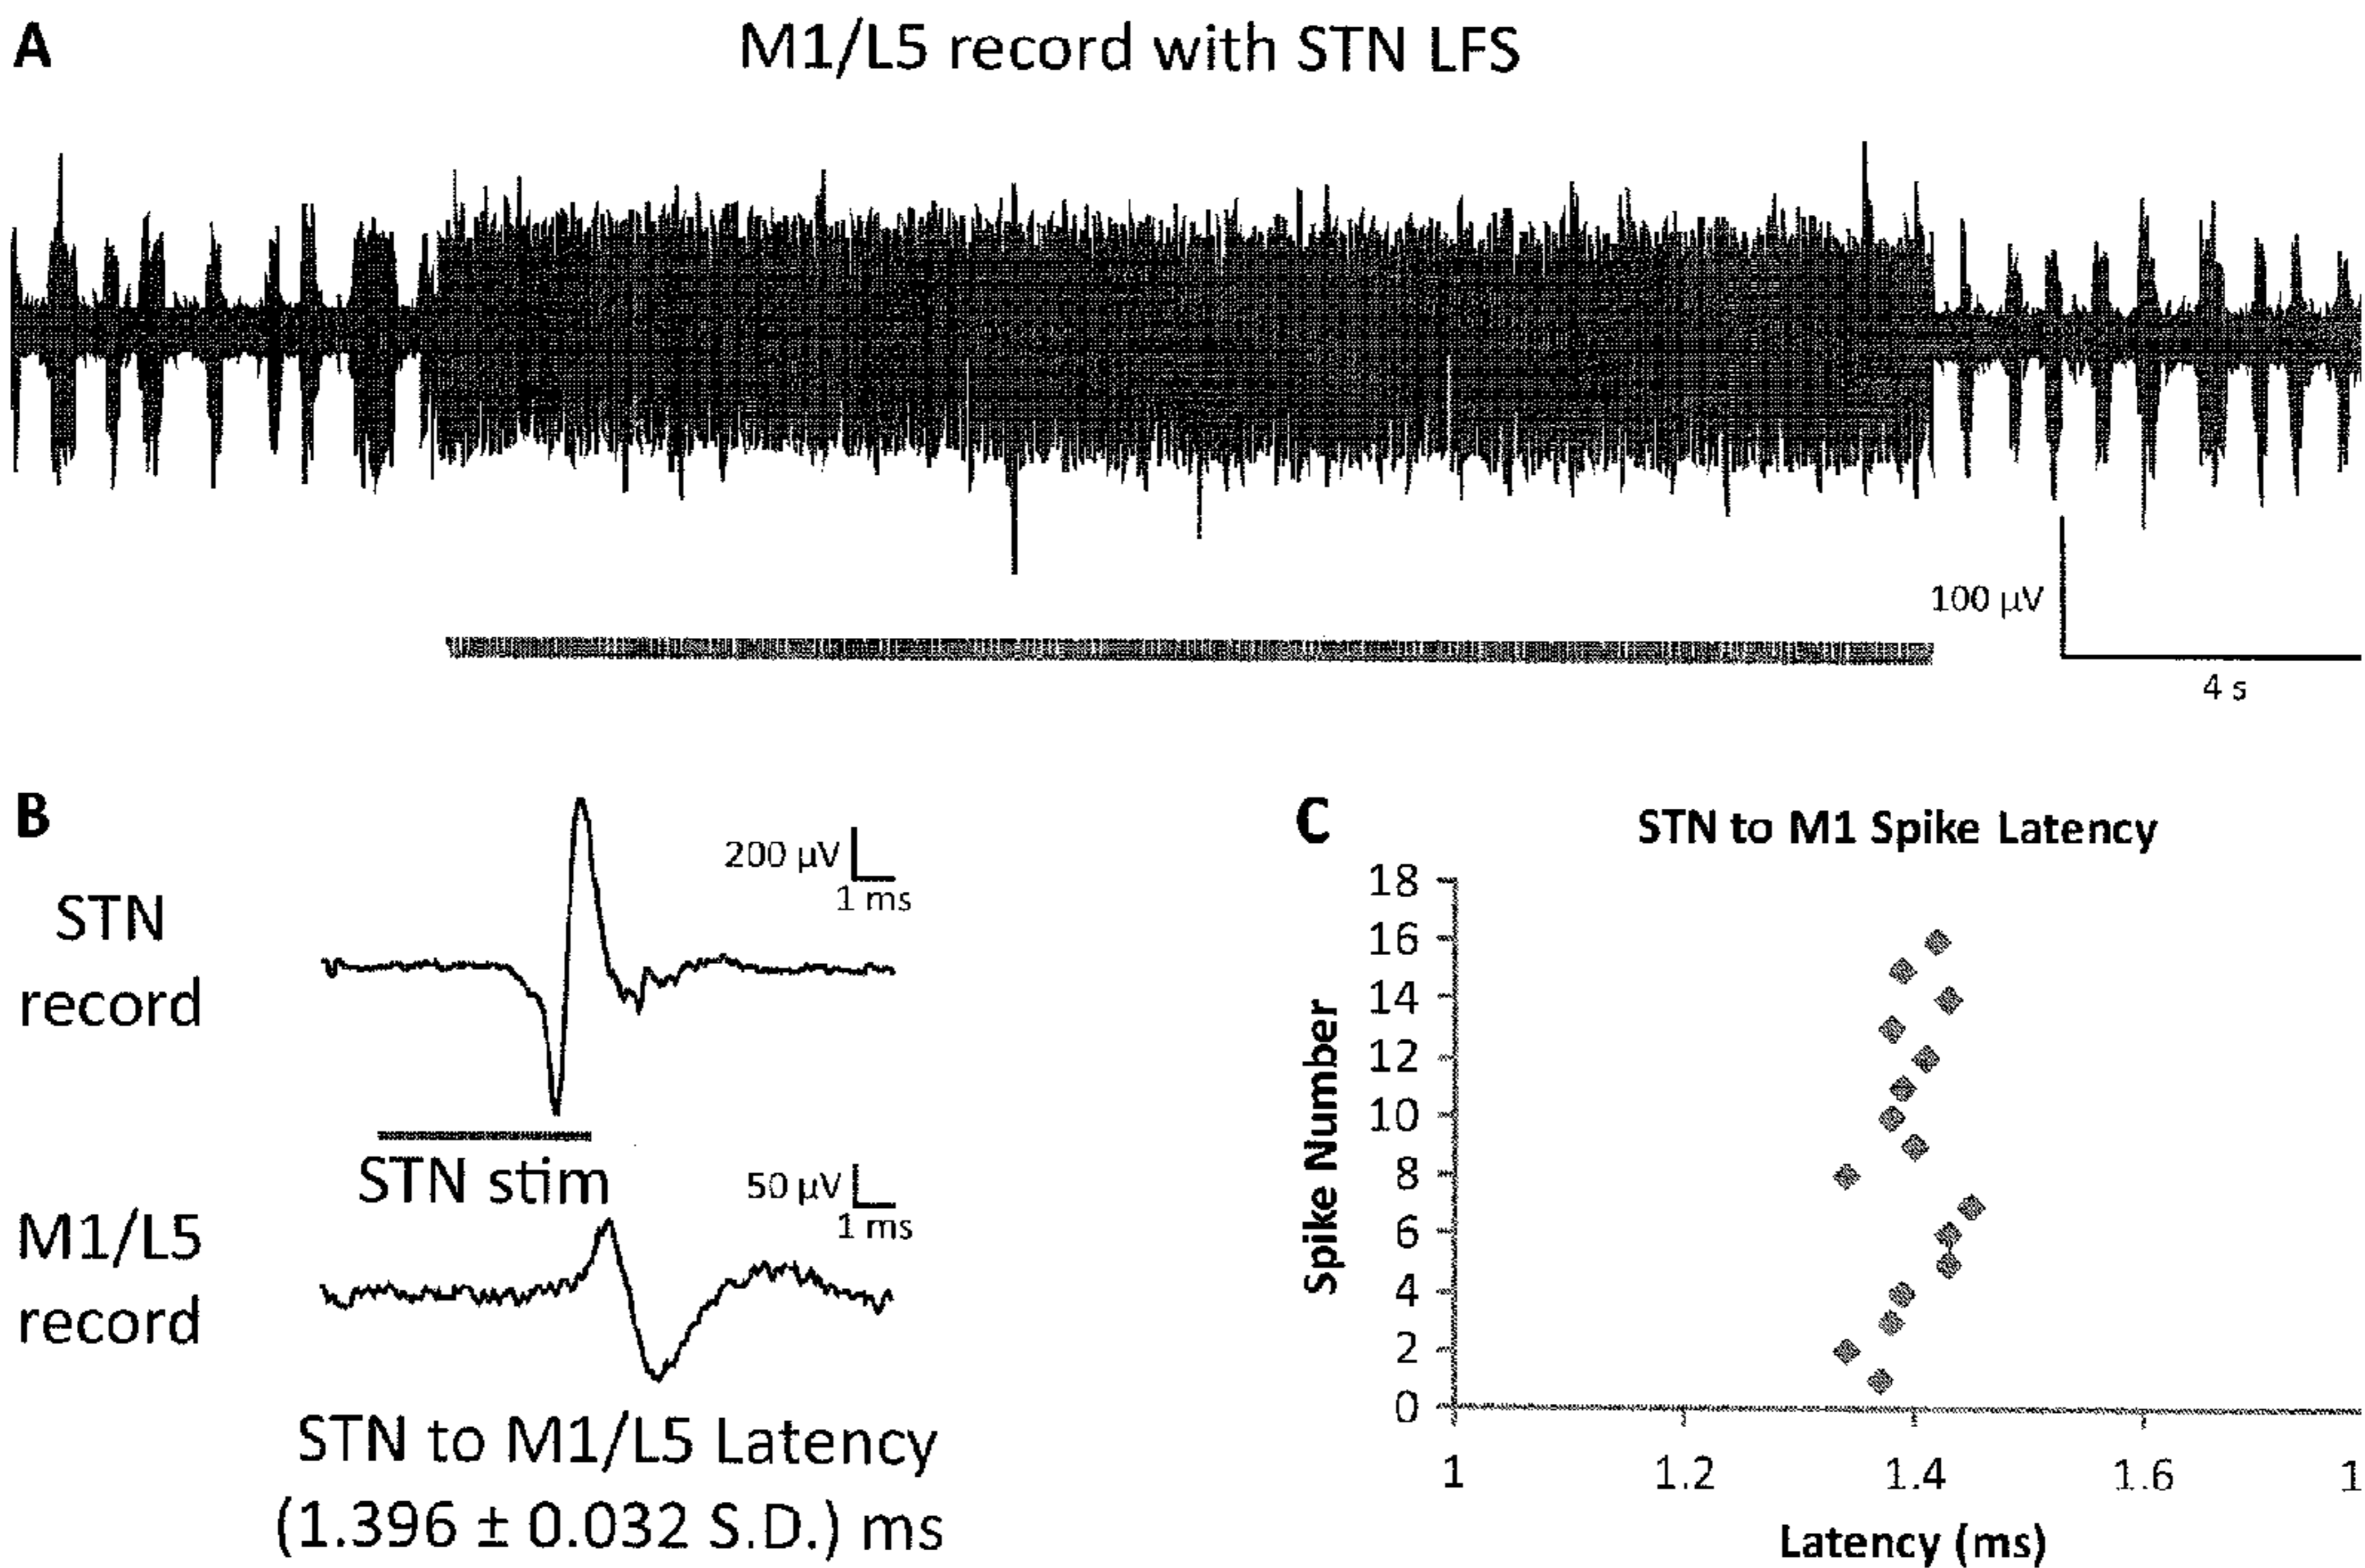 A
M1/L5 record with STN LFS
100 µV
4 s
B
STN
record
200 µV
1 ms
STN stim
M1/L5
record
50 µV
1 ms
STN to M1/L5 Latency
(1.396 ± 0.032 S.D.) ms
C
STN to M1 Spike Latency
Spike Number
18
16
14
12
10
8
6
4
2
0
1
1.2
1.4
1.6
1
Latency (ms)